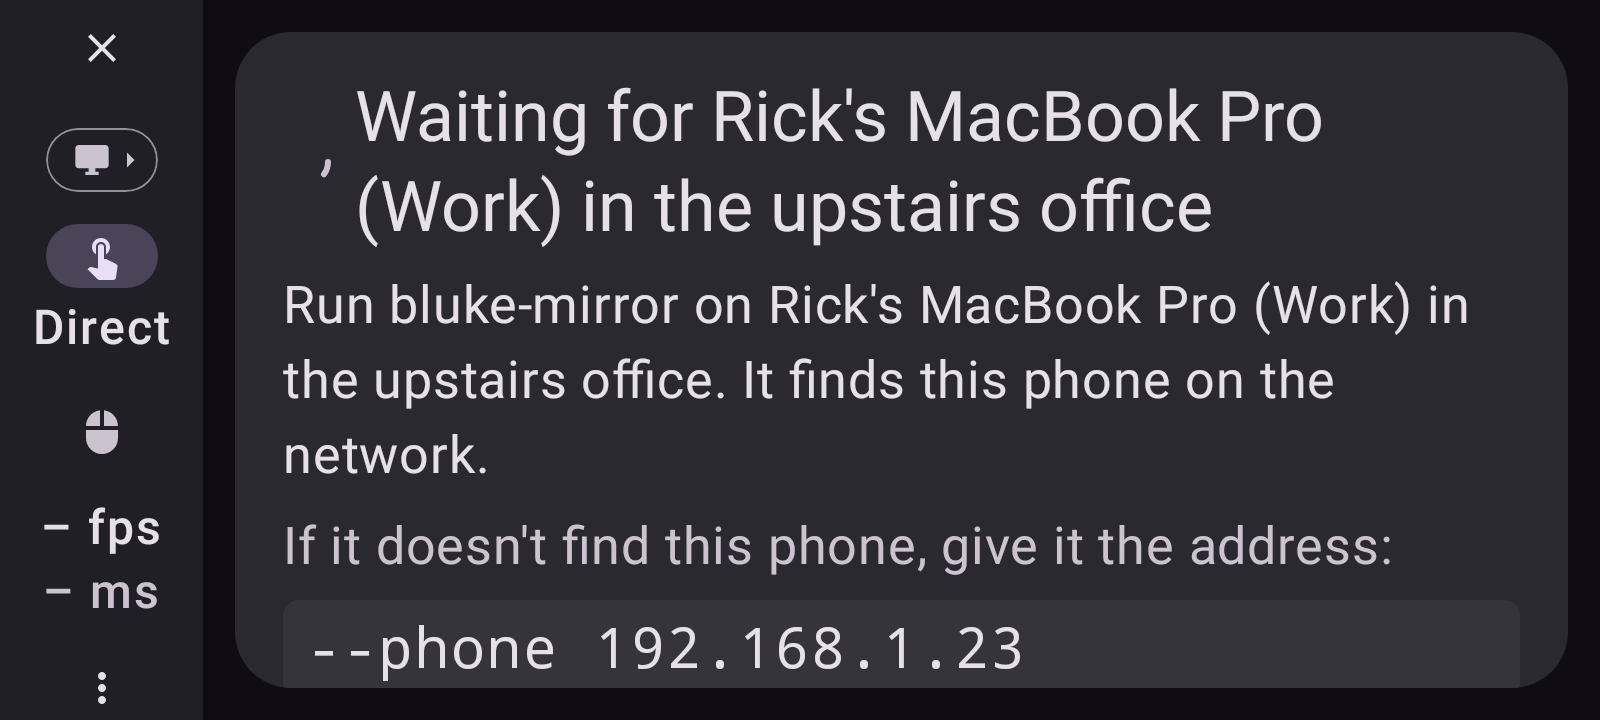 Waiting for Rick's MacBook Pro
(Work) in the upstairs office
Run bluke-mirror on Rick's MacBook Pro (Work) in
the upstairs office. It finds this phone on the
network.
If it doesn't find this phone, give it the address:
--phone 192.168.1.23
Direct
– fps
– ms